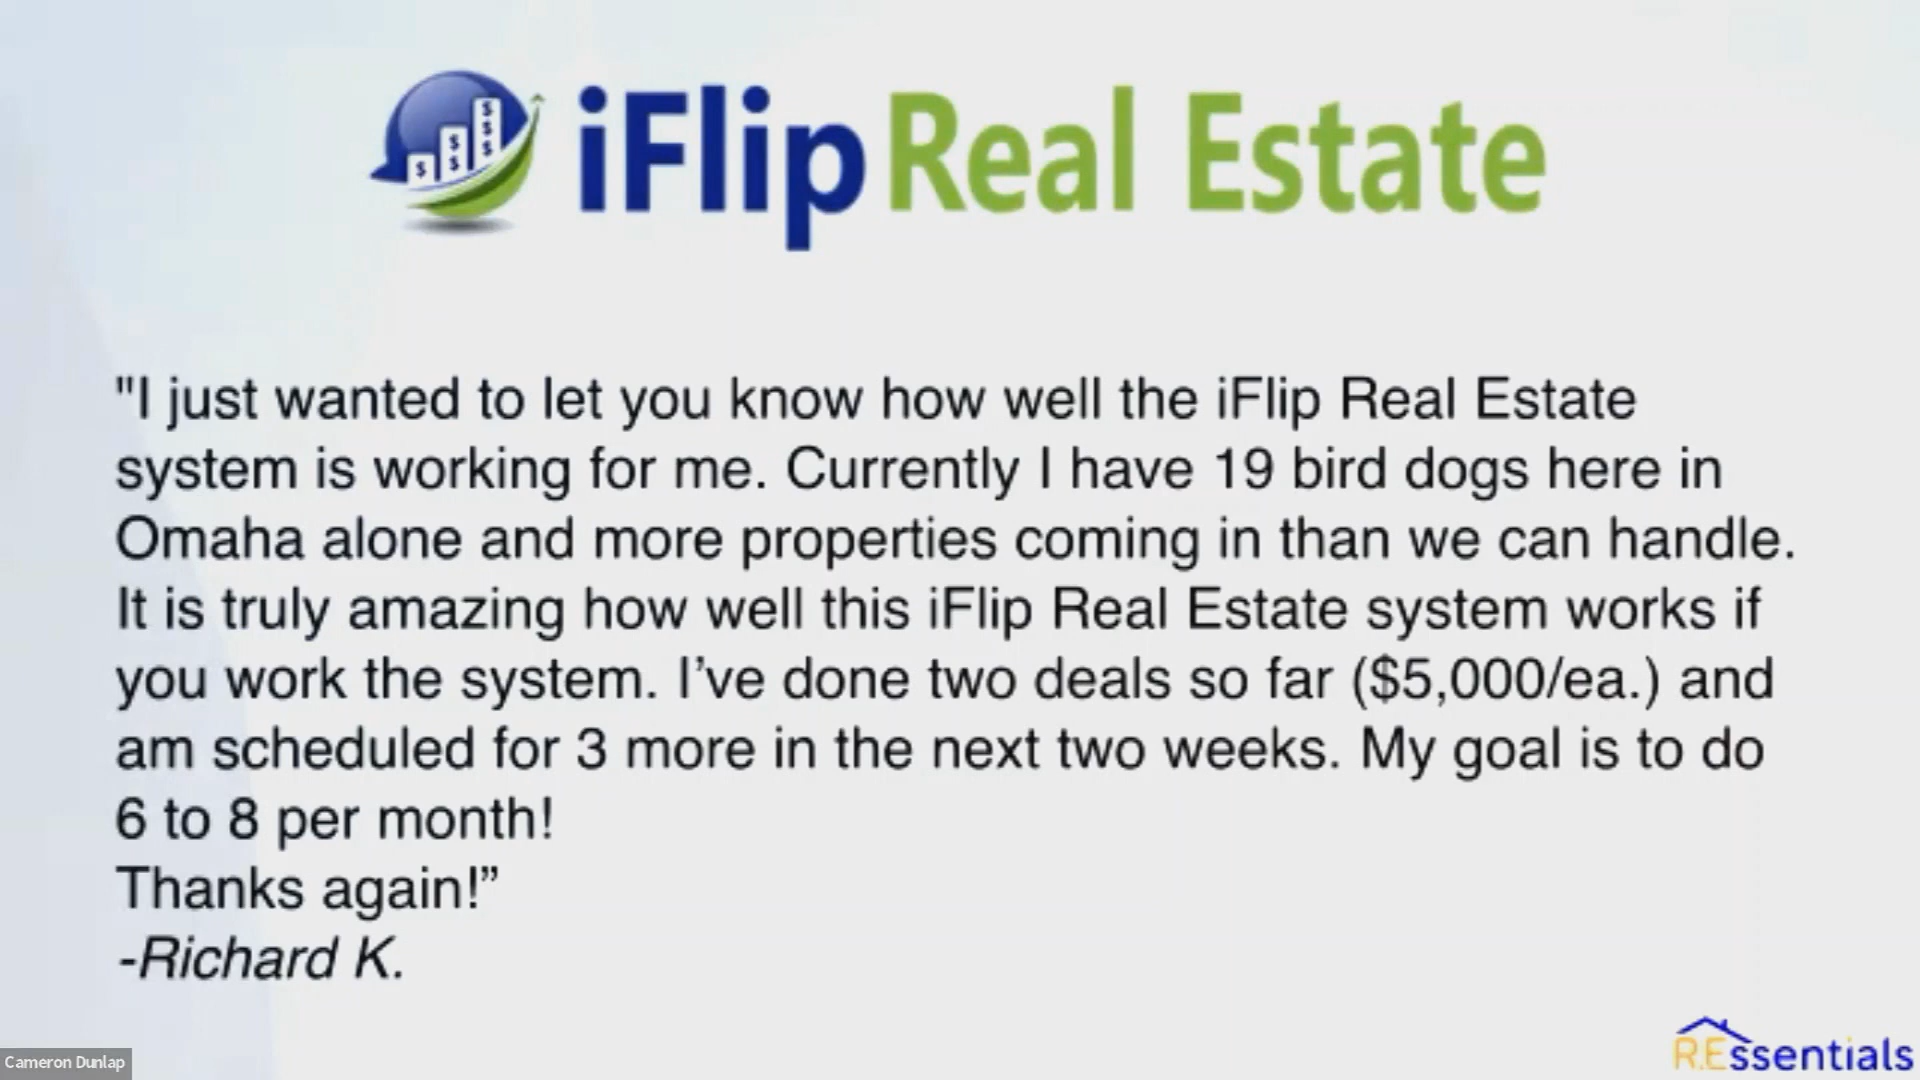 iFlip Real Estate
"I just wanted to let you know how well the iFlip Real Estate
system is working for me. Currently I have 19 bird dogs here in
Omaha alone and more properties coming in than we can handle.
It is truly amazing how well this iFlip Real Estate system works if
you work the system. I’ve done two deals so far ($5,000/ea.) and
am scheduled for 3 more in the next two weeks. My goal is to do
6 to 8 per month!
Thanks again!”
-Richard K.
Cameron Dunlap
R.Essentials